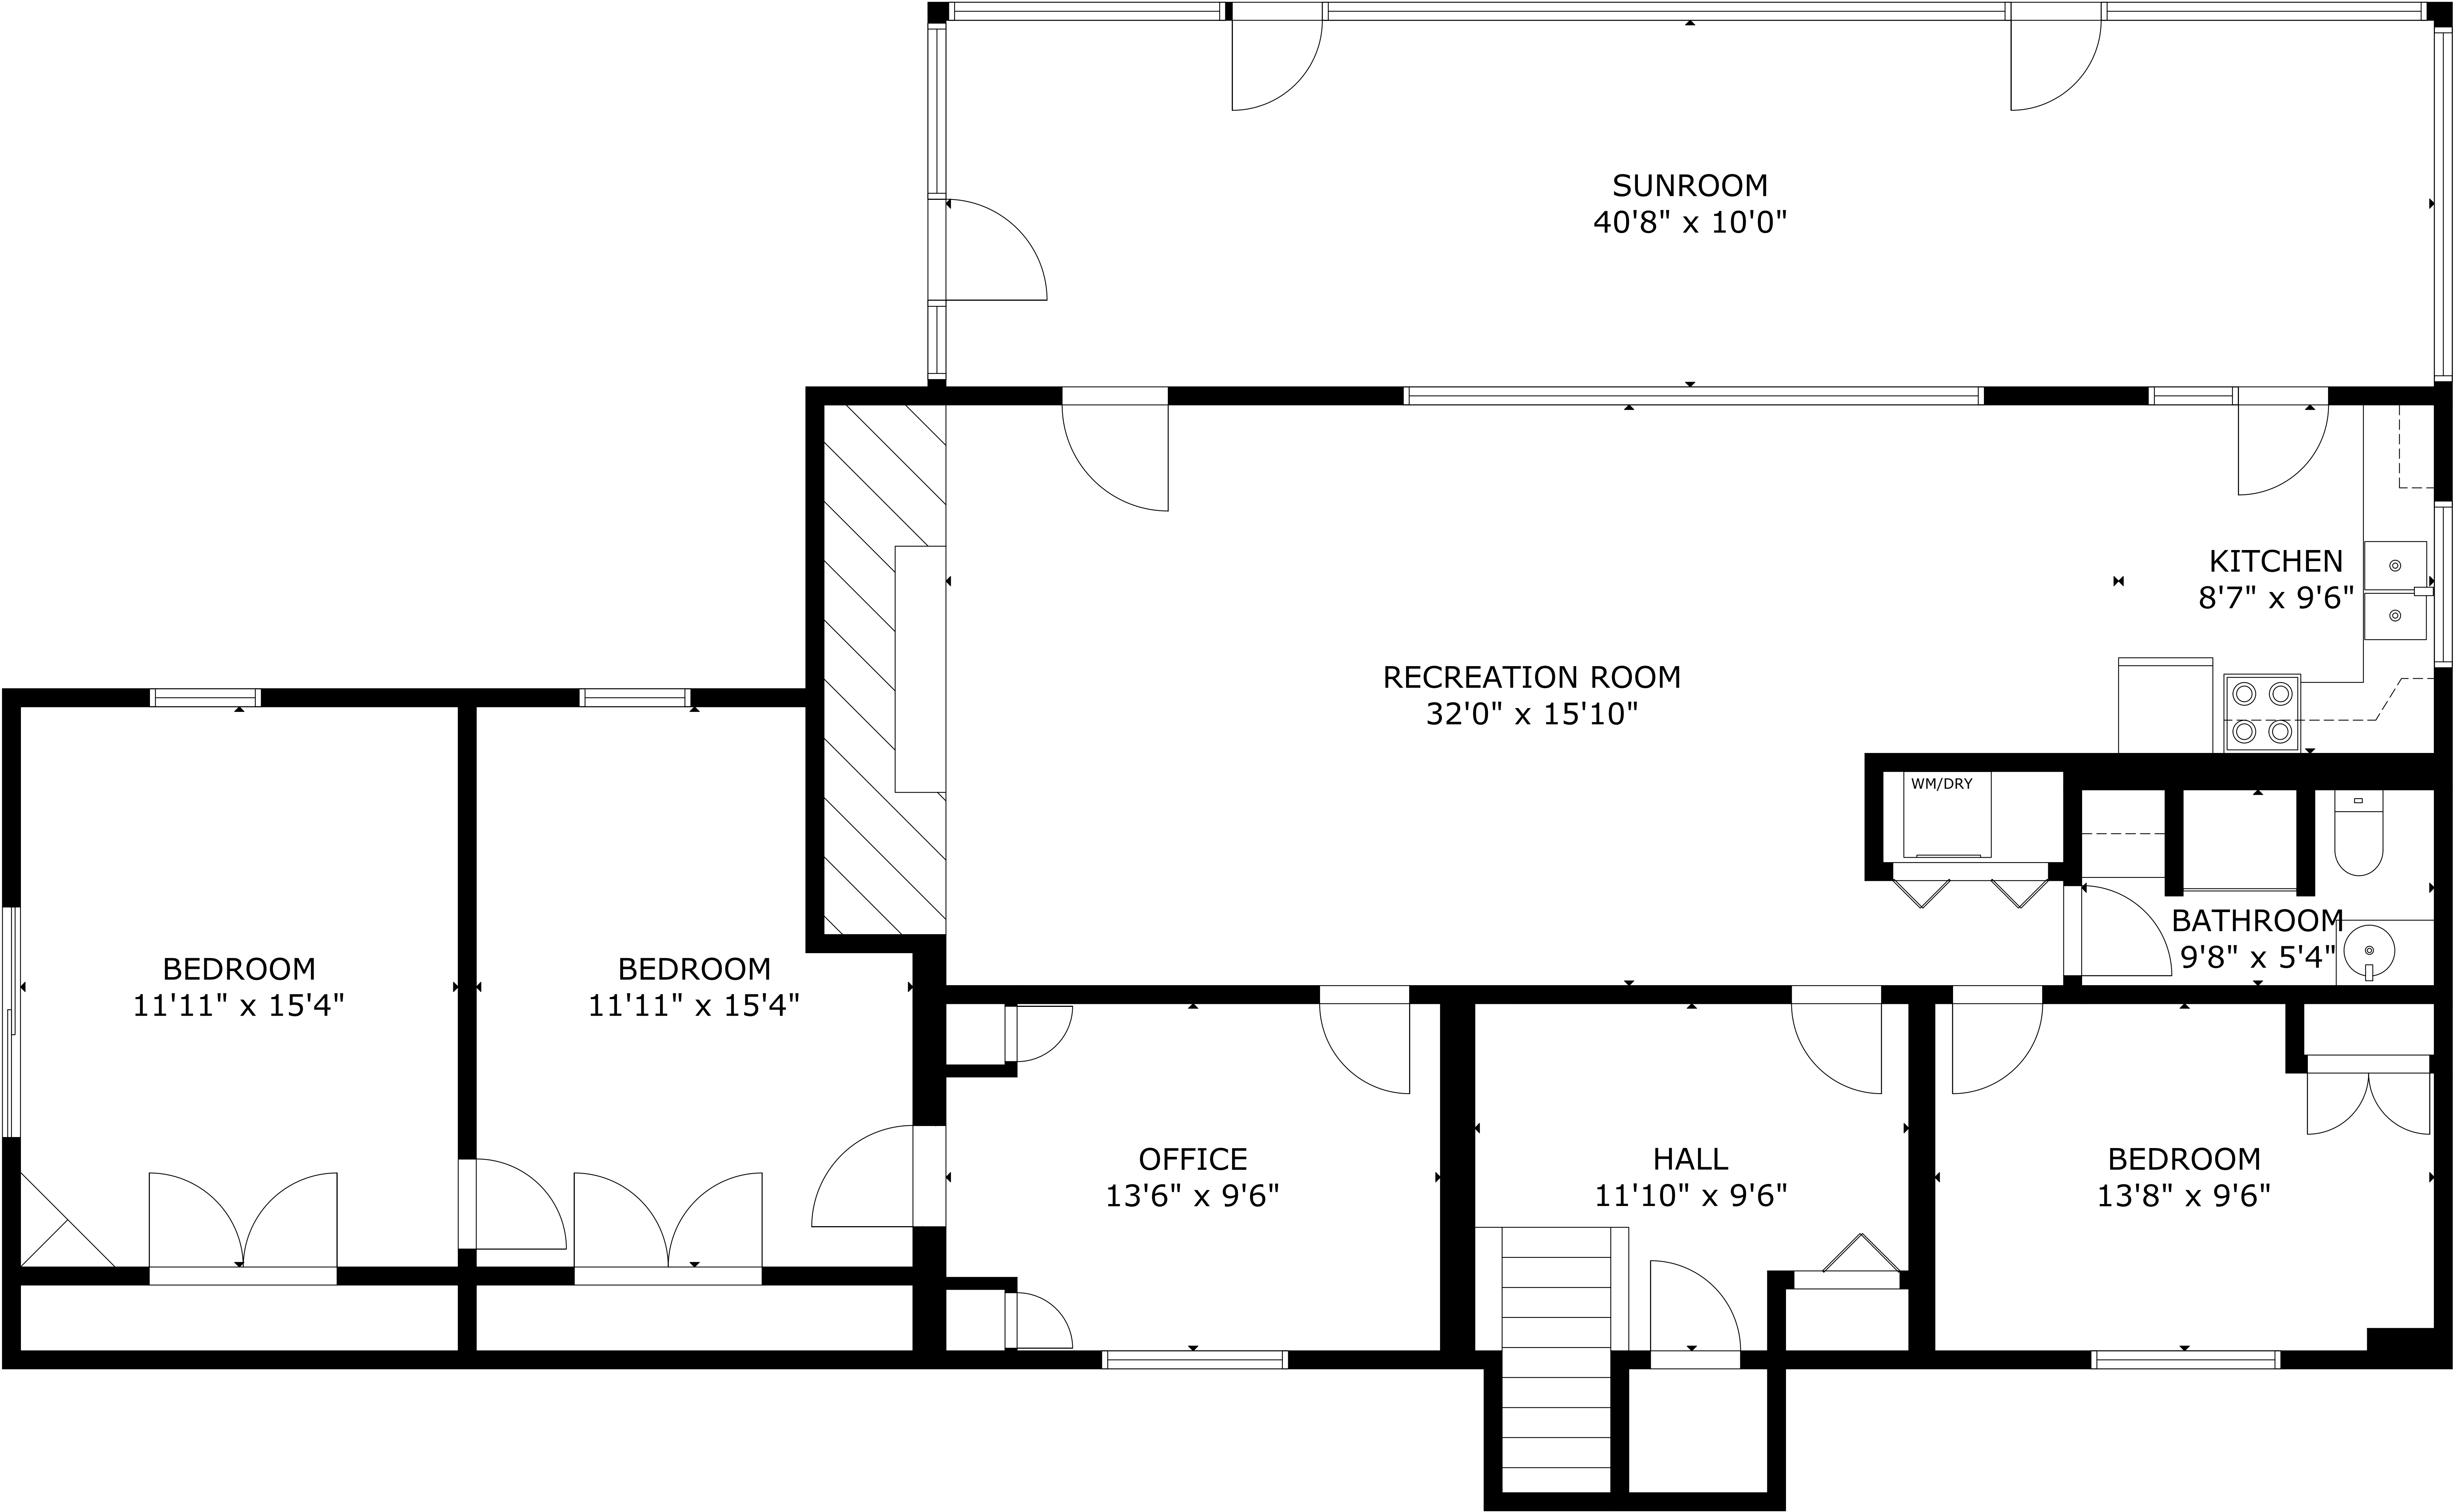 SUNROOM
40'8" x 10'0"
KITCHEN
8'7" x 9'6"
RECREATION ROOM
32'0" x 15'10"
WM/DRY
BATHROOM
9'8" x 5'4"
BEDROOM
11'11" x 15'4"
BEDROOM
11'11" x 15'4"
OFFICE
13'6" x 9'6"
HALL
11'10" x 9'6"
BEDROOM
13'8" x 9'6"